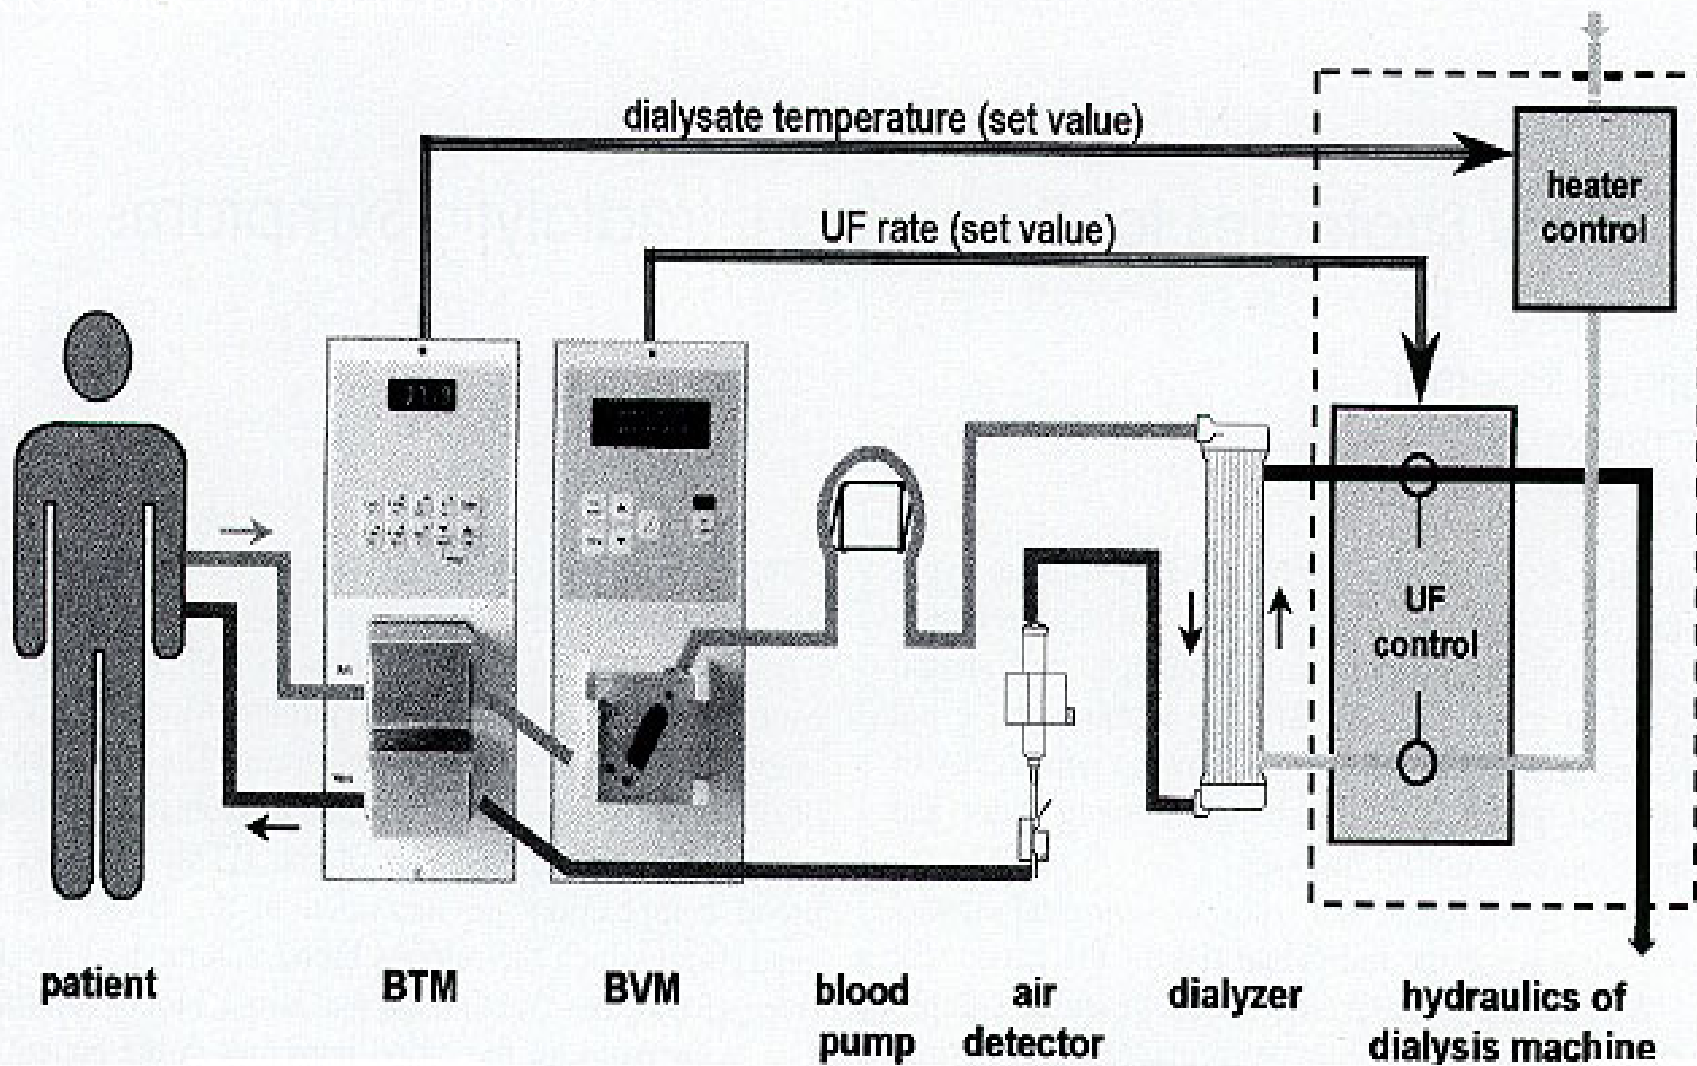 dialysate temperature (set value)
heater
control
UF rate (set value)
UF
control
patient
BTM
BVM
blood
pump
air
detector
dialyzer
hydraulics of
dialysis machine